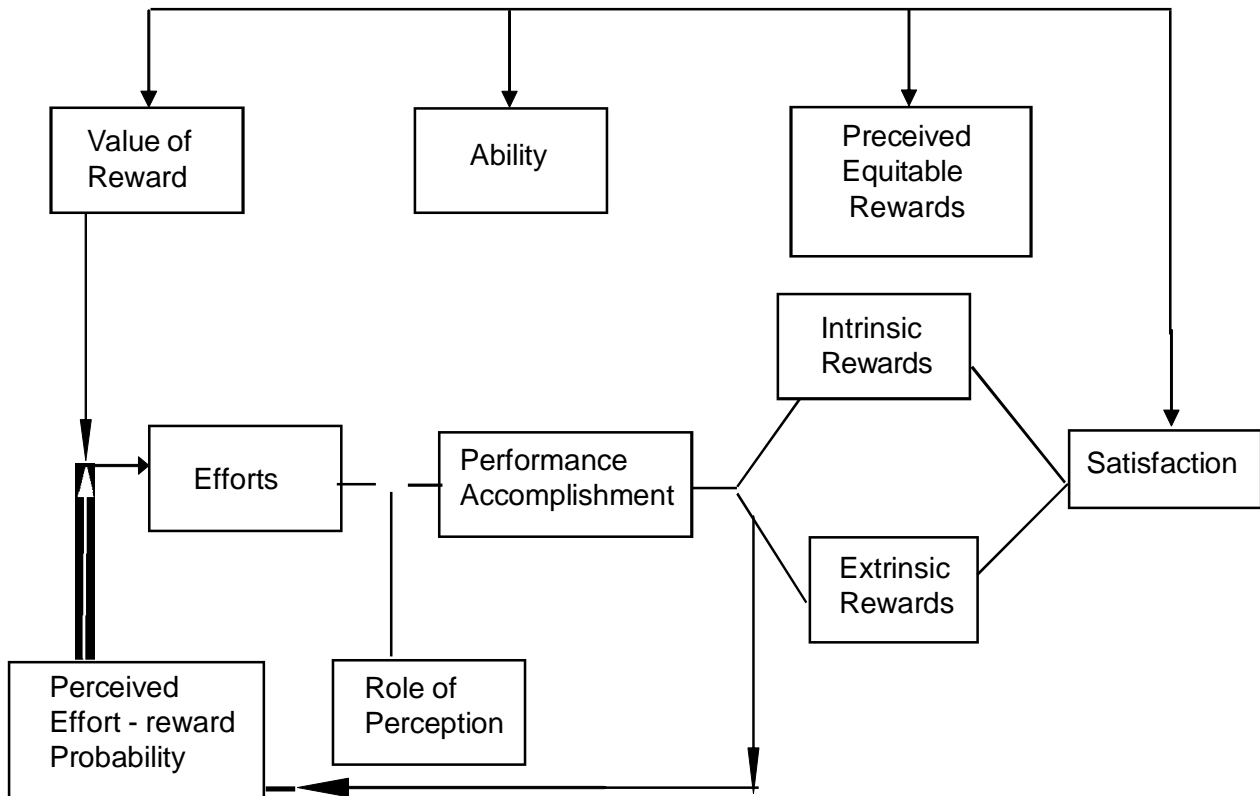 Value of
Reward
Ability
Preceived
Equitable
Rewards
Intrinsic
Rewards
Efforts
Performance
Accomplishment
Satisfaction
Extrinsic
Rewards
Perceived
Effort - reward
Probability
Role of
Perception